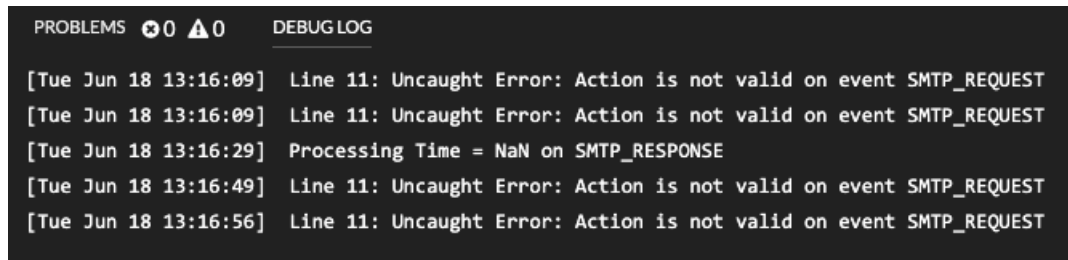 PROBLEMS 0 0 DEBUG LOG
[Tue Jun 18 13:16:09] Line 11: Uncaught Error: Action is not valid on event SMTP_REQUEST
[Tue Jun 18 13:16:09] Line 11: Uncaught Error: Action is not valid on event SMTP_REQUEST
[Tue Jun 18 13:16:29] Processing Time = NaN on SMTP_RESPONSE
[Tue Jun 18 13:16:49] Line 11: Uncaught Error: Action is not valid on event SMTP_REQUEST
[Tue Jun 18 13:16:56] Line 11: Uncaught Error: Action is not valid on event SMTP_REQUEST